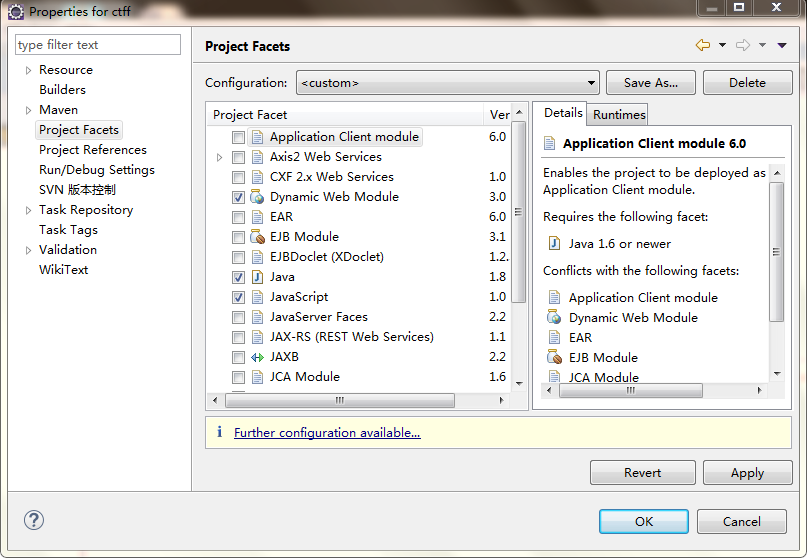 Properties for ctff
type filter text
Resource
Builders
Maven
Project Facets
Project References
Run/Debug Settings
SVN 版本控制
Task Repository
Task Tags
Validation
WikiText
Project Facets
Configuration: <custom> Save As... Delete
Project Facet Ver
Application Client module 6.0
Axis2 Web Services
CXF 2.x Web Services 1.0
Dynamic Web Module 3.0
EAR 6.0
EJB Module 3.1
EJBDoclet (XDoclet) 1.2.
Java 1.8
JavaScript 1.0
JavaServer Faces 2.2
JAX-RS (REST Web Services) 1.1
JAXB 2.2
JCA Module 1.6
Details Runtimes
Application Client module 6.0
Enables the project to be deployed as
Application Client module.
Requires the following facet:
Java 1.6 or newer
Conflicts with the following facets:
Application Client module
Dynamic Web Module
EAR
EJB Module
JCA Module
i Further configuration available...
Revert Apply
? OK Cancel